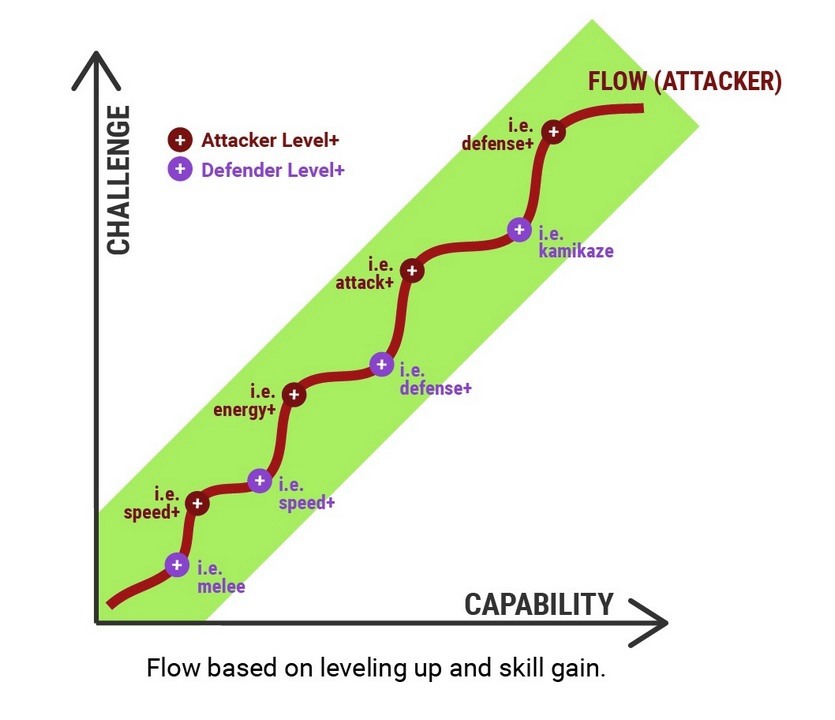 FLOW (ATTACKER)
CHALLENGE
Attacker Level+
Defender Level+
i.e.
defense+
i.e.
kamikaze
i.e.
attack+
i.e.
defense+
i.e.
energy+
i.e.
speed+
i.e.
speed+
i.e.
melee
CAPABILITY
Flow based on leveling up and skill gain.